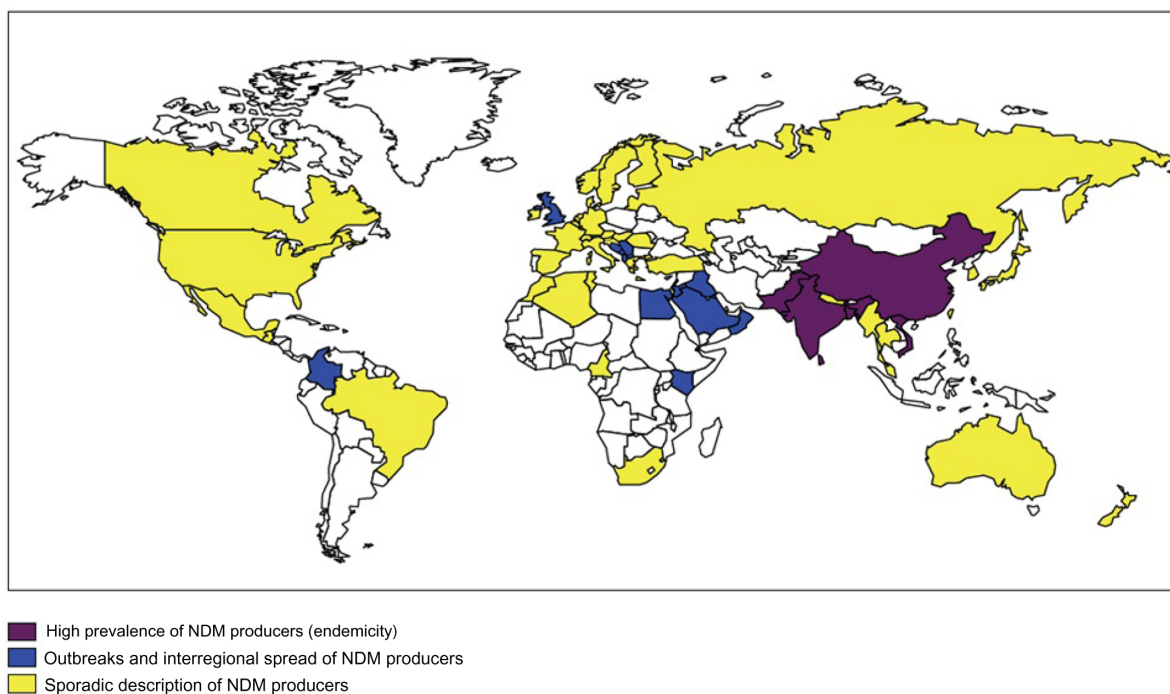 High prevalence of NDM producers (endemicity)
Outbreaks and interregional spread of NDM producers
Sporadic description of NDM producers